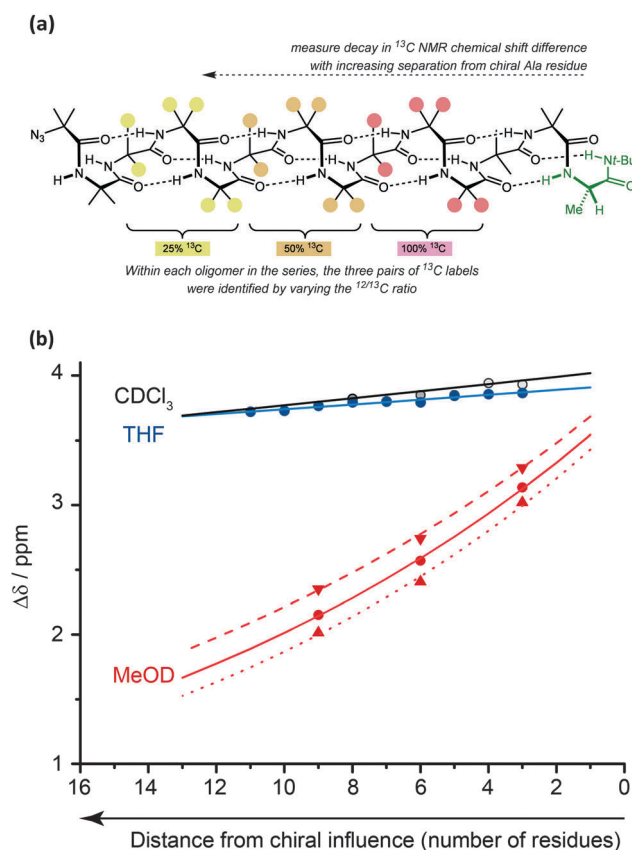 (a)
measure decay in ¹³C NMR chemical shift difference
with increasing separation from chiral Ala residue
N₃ O H N O H N O H N O H N O
N H O N H O N H O N H O N H O H Nt-Bu
N H O N H O N H O N H O
Me H
25% ¹³C 50% ¹³C 100% ¹³C
Within each oligomer in the series, the three pairs of ¹³C labels
were identified by varying the ¹²/¹³C ratio
(b)
4
CDCl₃
THF
3
Δδ / ppm
2
MeOD
1
16 14 12 10 8 6 4 2 0
Distance from chiral influence (number of residues)